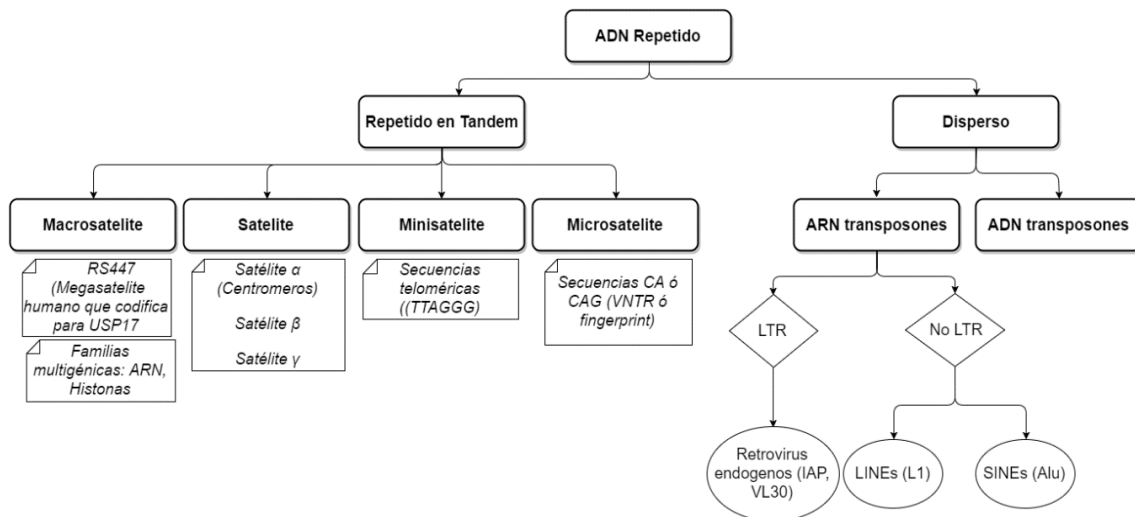 ADN Repetido
Repetido en Tandem
Disperso
Macrosatelite
Satelite
Minisatelite
Microsatelite
ARN transposones
ADN transposones
RS447
(Megasatelite
humano que codifica
para USP17
Familias
multigénicas: ARN,
Histonas
Satélite α
(Centromeros)
Satélite β
Satélite γ
Secuencias
teloméricas
((TTAGGG)
Secuencias CA ó
CAG (VNTR ó
fingerprint)
LTR
No LTR
Retrovirus
endogenos (IAP,
VL30)
LINEs (L1)
SINEs (Alu)